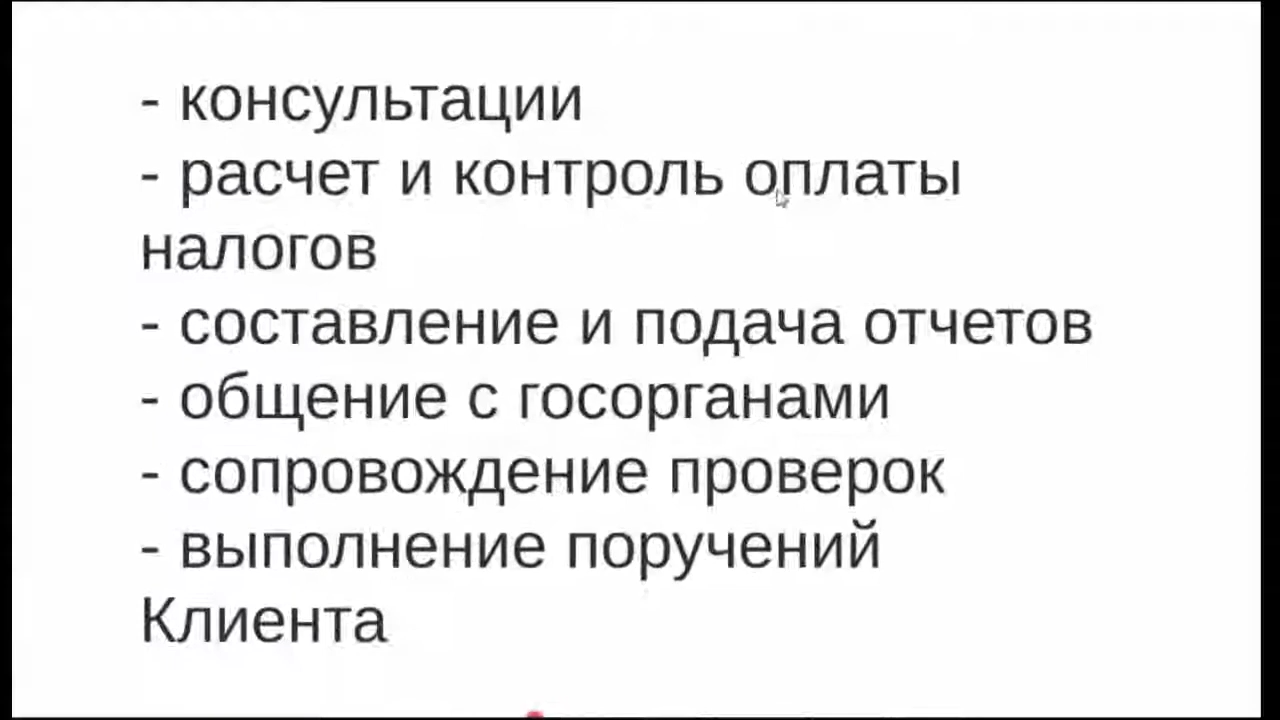 - консультации
- расчет и контроль оплаты
налогов
- составление и подача отчетов
- общение с госорганами
- сопровождение проверок
- выполнение поручений
Клиента